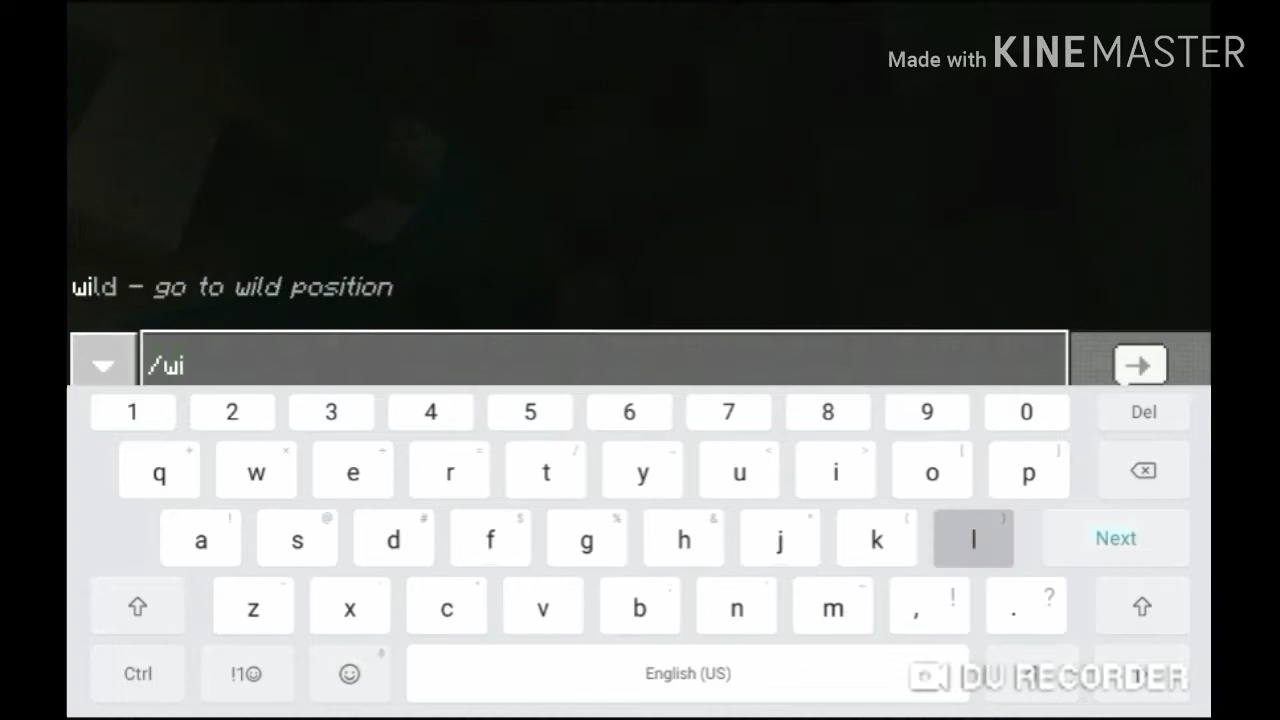 Made with KINEMASTER
wild - go to wild position
/wi
1 2 3 4 5 6 7 8 9 0 Del
q w e r t y u i o p
a s d f g h j k l Next
z x c v b n m , ! . ?
Ctrl !1☺ English (US) DU RECORDER